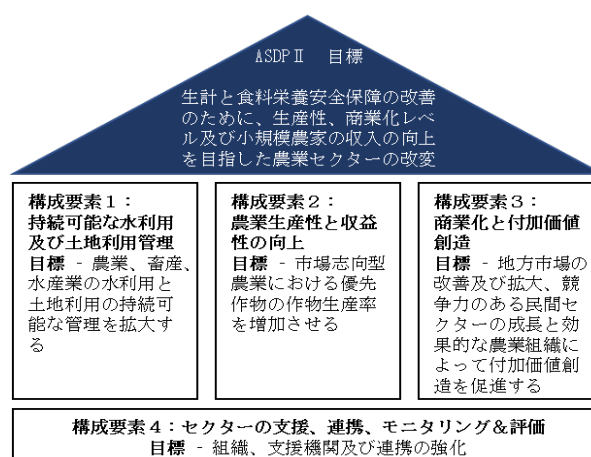 ASDPⅡ　目標
生計と食料栄養安全保障の改善
のために、生産性、商業化レベ
ル及び小規模農家の収入の向上
を目指した農業セクターの改変
構成要素１：
持続可能な水利用
及び土地利用管理
目標 - 農業、畜産、
水産業の水利用と
土地利用の持続可
能な管理を拡大す
る
構成要素２：
農業生産性と収益
性の向上
目標 - 市場志向型
農業における優先
作物の作物生産率
を増加させる
構成要素３：
商業化と付加価値
創造
目標 - 地方市場の
改善及び拡大、競
争力のある民間セ
クターの成長と効
果的な農業組織に
よって付加価値創
造を促進する
構成要素４：セクターの支援、連携、モニタリング＆評価
目標 - 組織、支援機関及び連携の強化